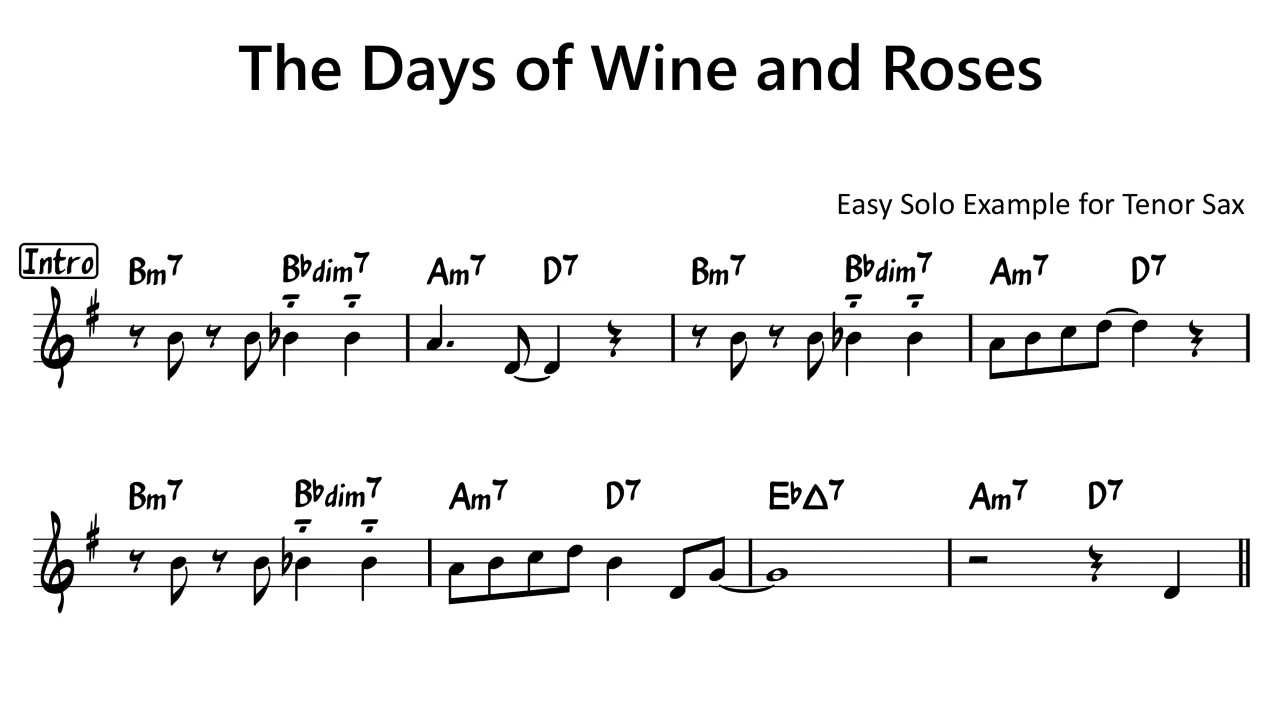 The Days of Wine and Roses
Easy Solo Example for Tenor Sax
Intro
Bm7 B♭dim7 Am7 D7 Bm7 B♭dim7 Am7 D7
Bm7 B♭dim7 Am7 D7 E♭△7 Am7 D7